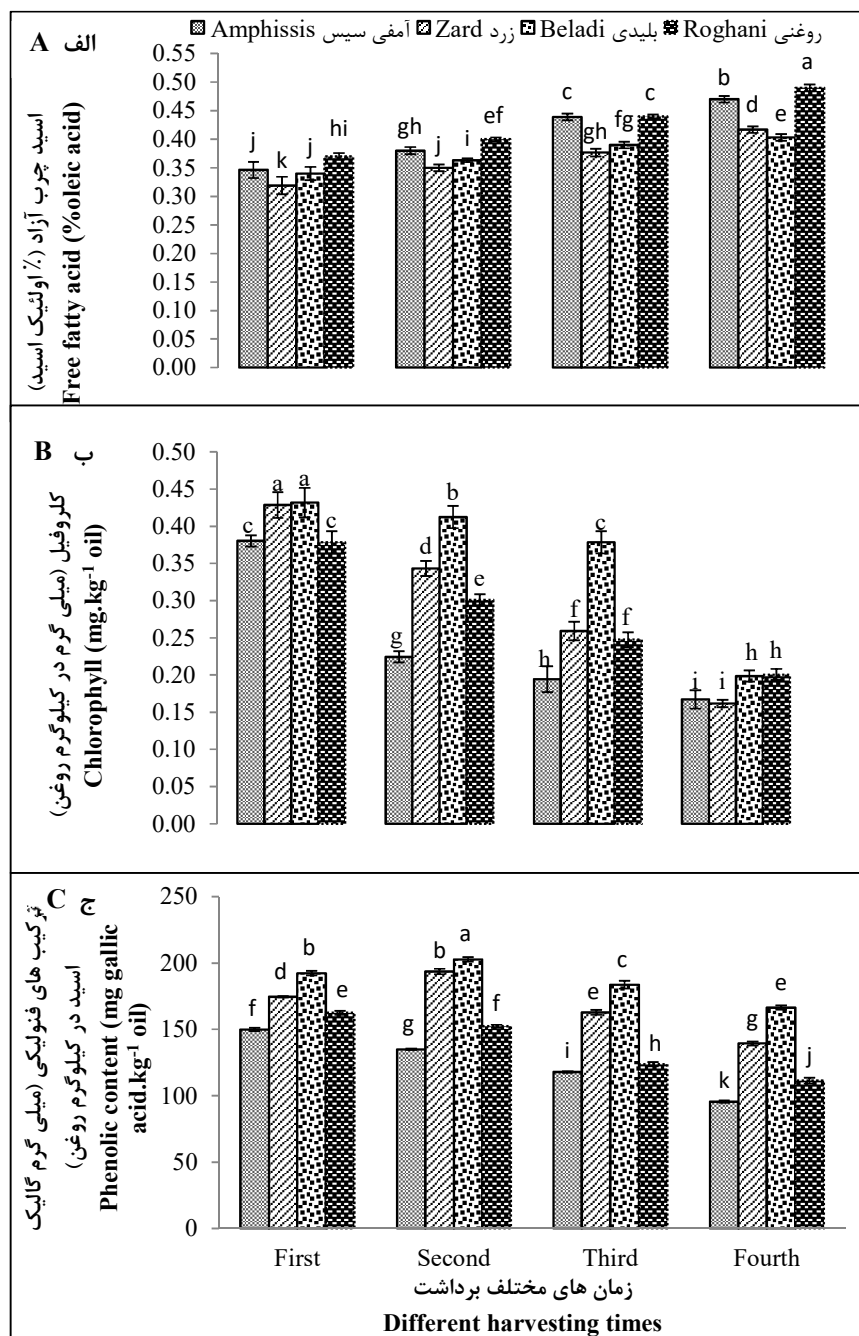 A الف
Amphissis آمفی سیس Zard زرد Beladi بلیدی Roghani روغنی
اسید چرب آزاد (٪اولئیک اسید)
Free fatty acid (%oleic acid)
0.55
0.50
0.45
0.40
0.35
0.30
0.25
0.20
0.15
0.10
0.05
0.00
j k j hi
gh j i ef
c gh fg c
b d e a
B ب
کلروفیل (میلی گرم در کیلوگرم روغن)
Chlorophyll (mg.kg-1 oil)
0.50
0.45
0.40
0.35
0.30
0.25
0.20
0.15
0.10
0.05
0.00
c a a c
g d b e
h f c f
i i h h
C ج
ترکیب های فنولیکی (میلی گرم گالیک
اسید در کیلوگرم روغن)
Phenolic content (mg gallic
acid.kg-1 oil)
250
200
150
100
50
0
f d b e
g b a f
i e c h
k g e j
First Second Third Fourth
زمان های مختلف برداشت
Different harvesting times